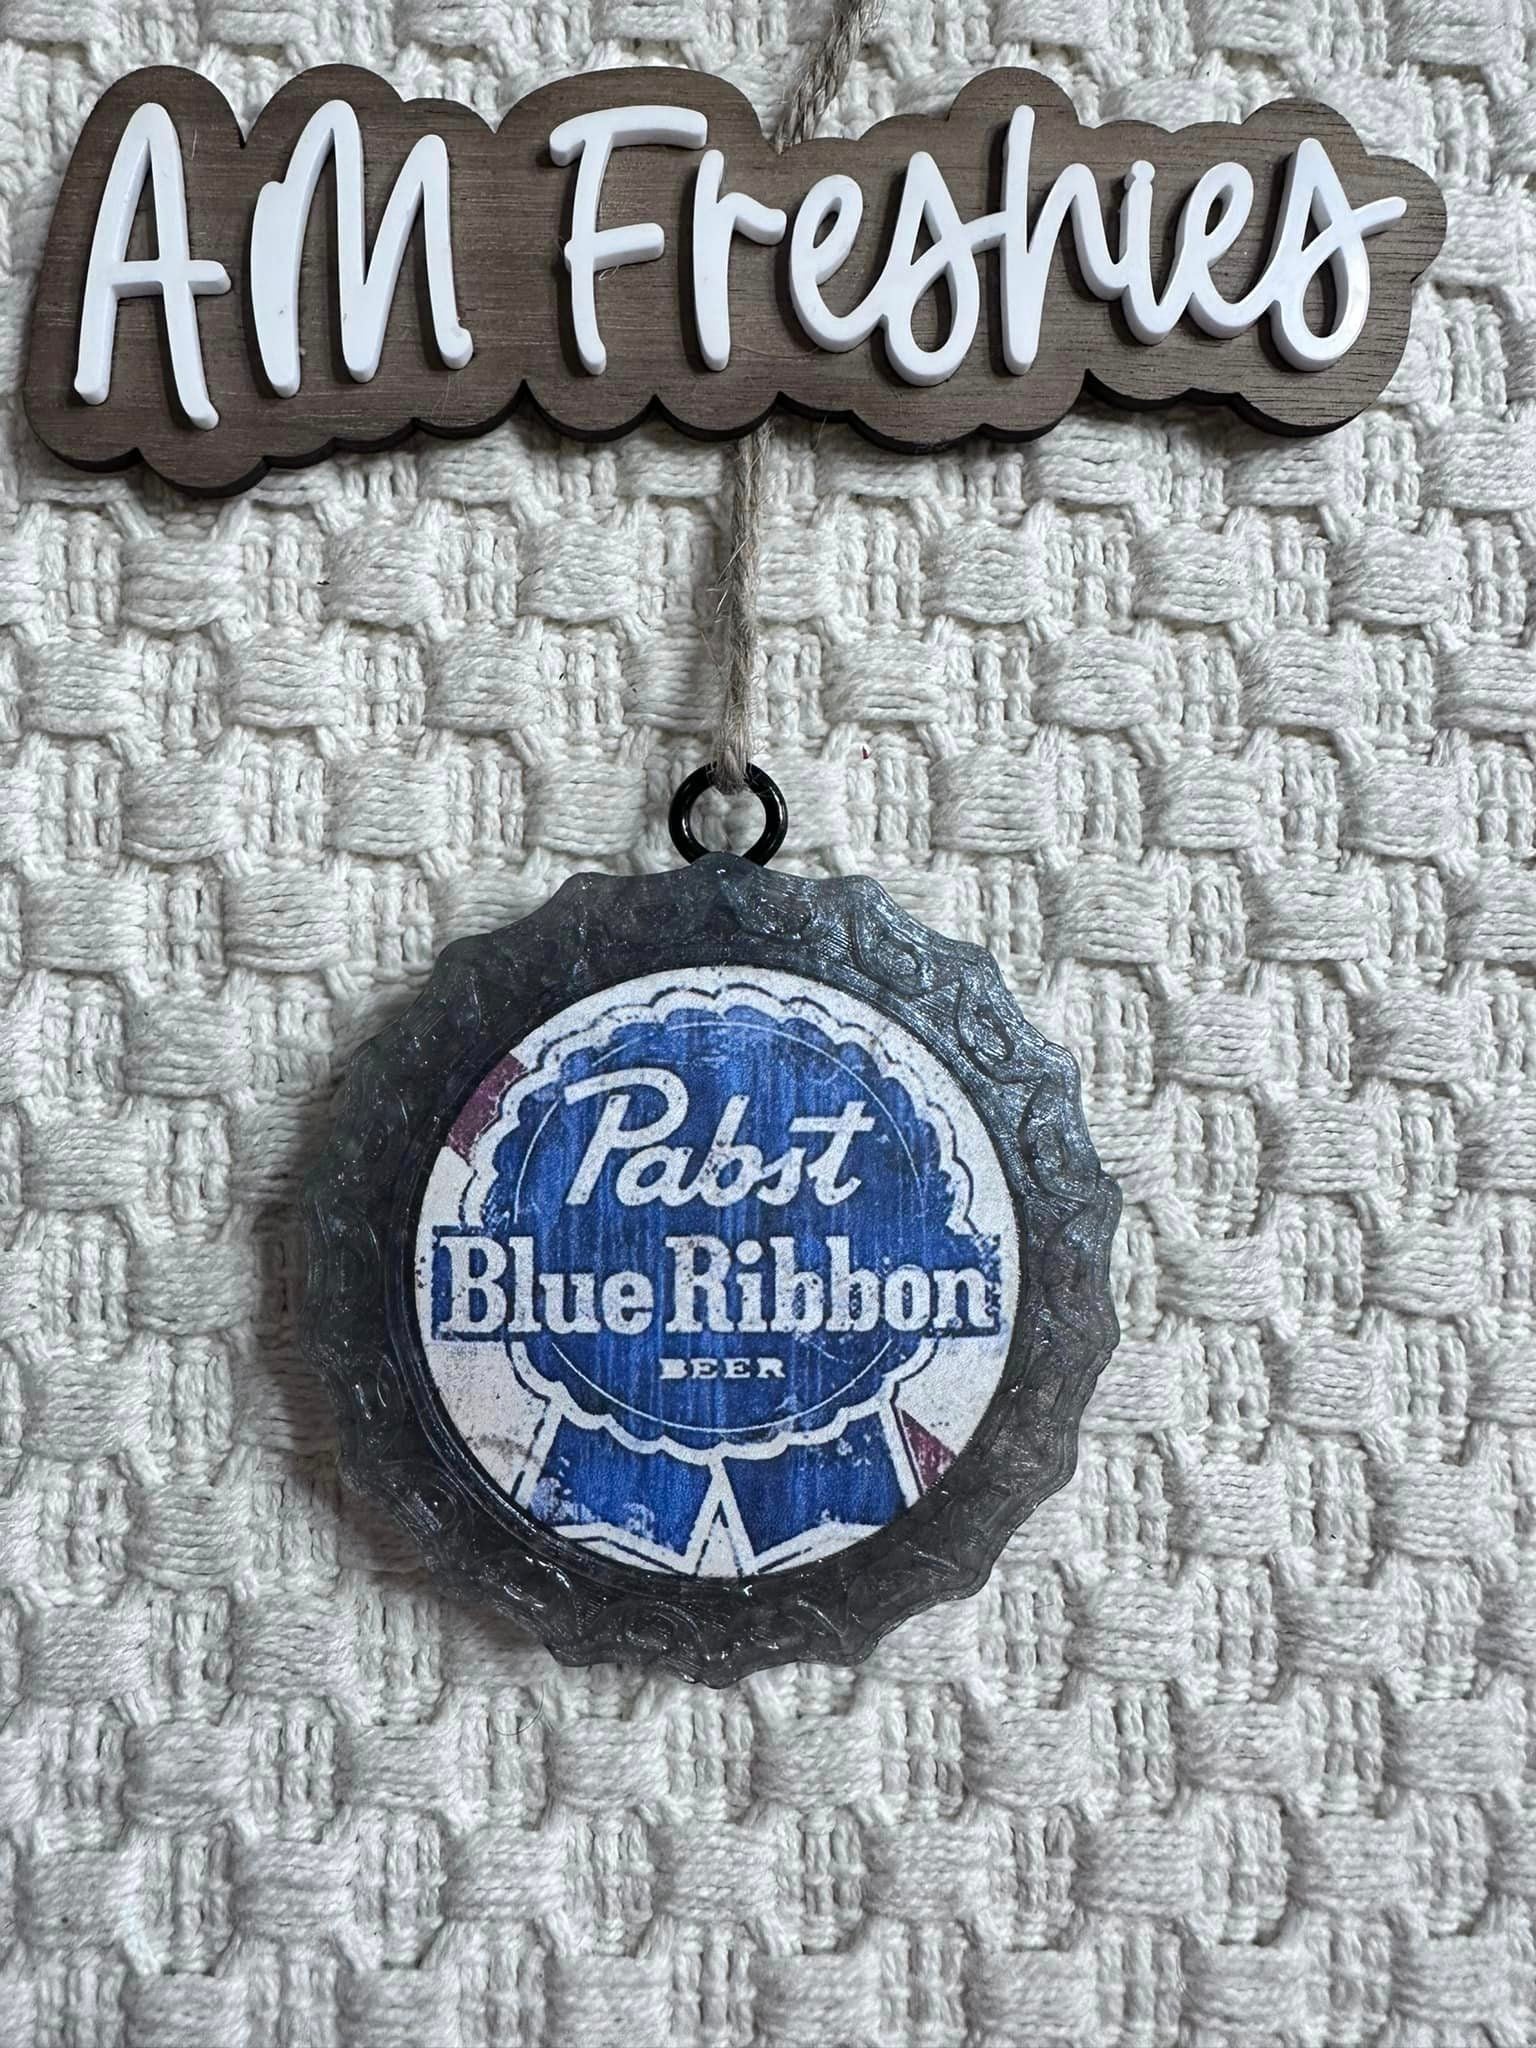 AM Freshies
Pabst
Blue Ribbon
BEER